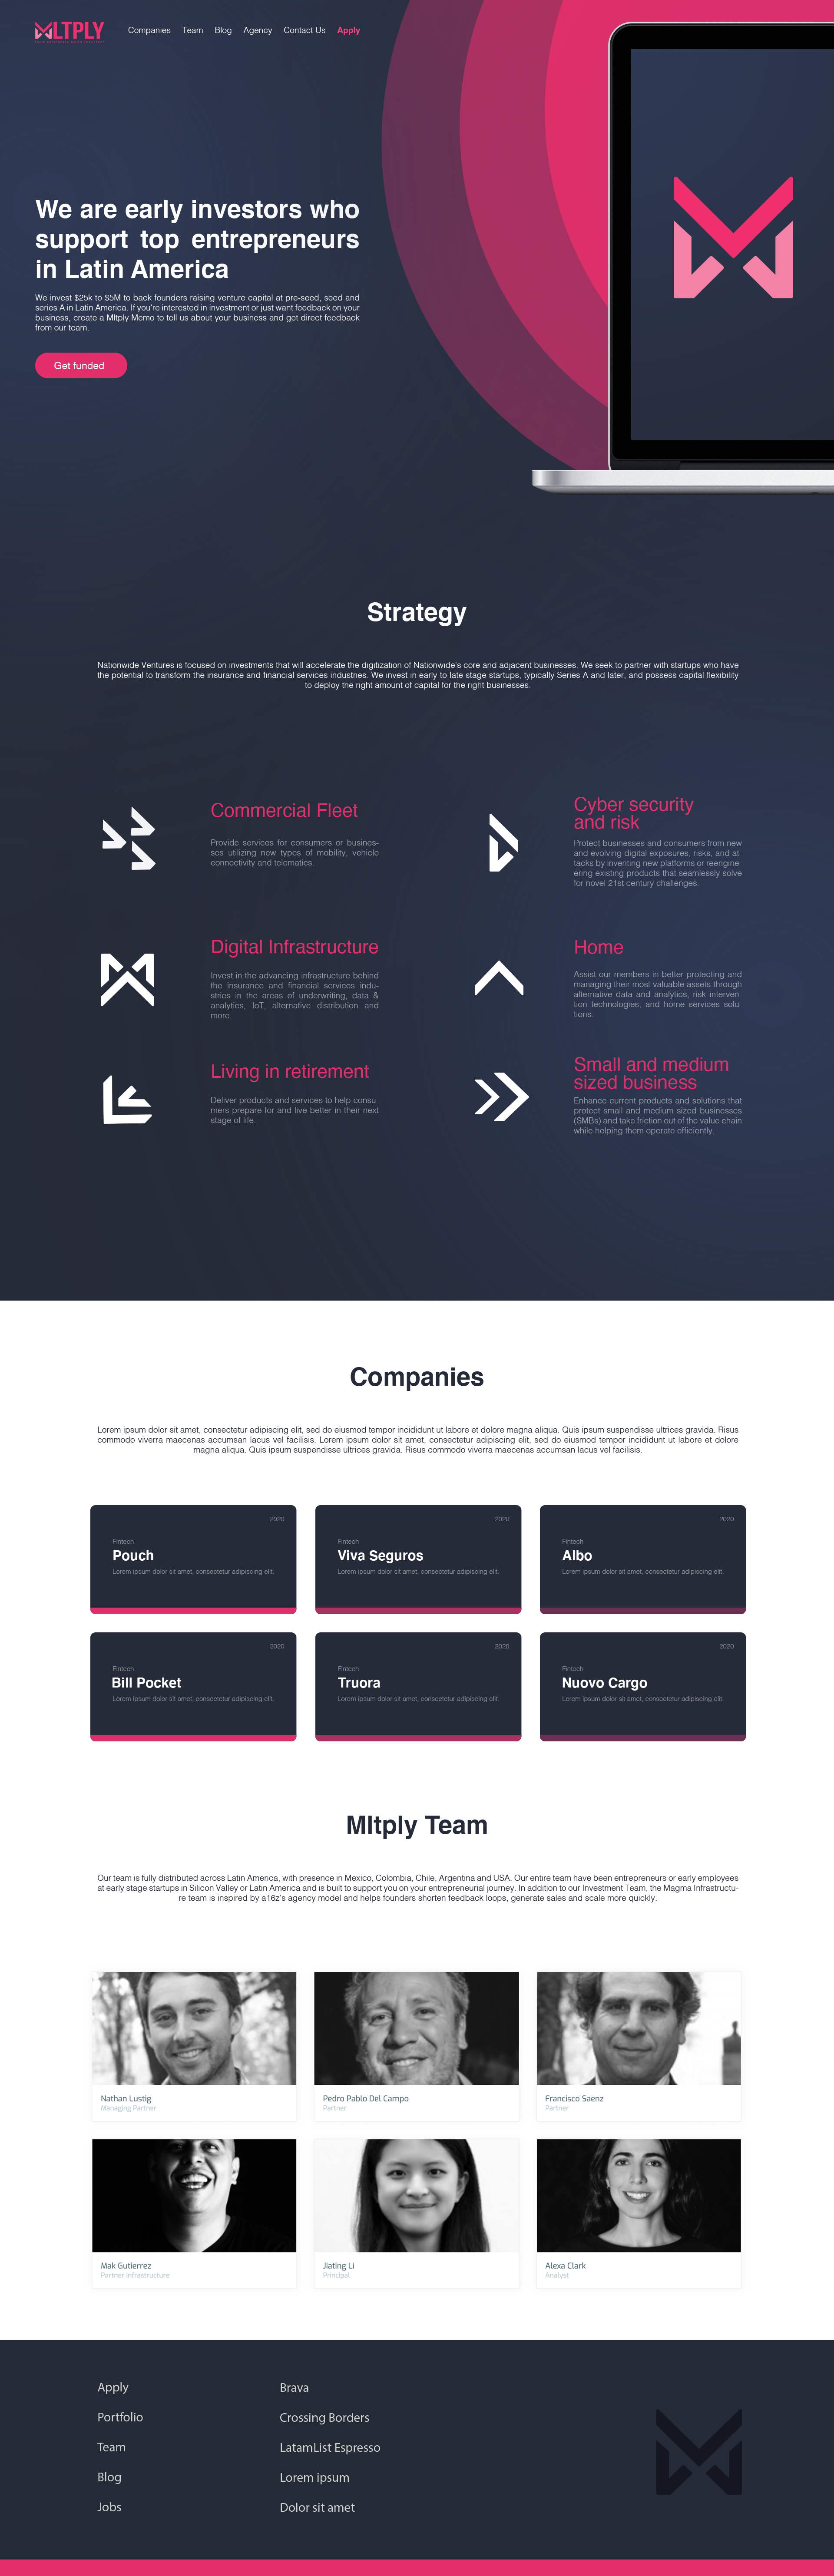 MLTPLY
Companies Team Blog Agency Contact Us Apply
We are early investors who
support top entrepreneurs
in Latin America
We invest $25k to $5M to back founders raising venture capital at pre-seed, seed and
series A in Latin America. If you're interested in investment or just want feedback on your
business, create a Mltply Memo to tell us about your business and get direct feedback
from our team.
Get funded
Strategy
Nationwide Ventures is focused on investments that will accelerate the digitization of Nationwide's core and adjacent businesses. We seek to partner with startups who have
the potential to transform the insurance and financial services industries. We invest in early-to-late stage startups, typically Series A and later, and possess capital flexibility
to deploy the right amount of capital for the right businesses.
Commercial Fleet
Provide services for consumers or busines-
ses utilizing new types of mobility, vehicle
connectivity and telematics.
Cyber security
and risk
Protect businesses and consumers from new
and evolving digital exposures, risks, and at-
tacks by inventing new platforms or reengine-
ering existing products that seamlessly solve
for novel 21st century challenges.
Digital Infrastructure
Invest in the advancing infrastructure behind
the insurance and financial services indu-
stries in the areas of underwriting, data &
analytics, IoT, alternative distribution and
more.
Home
Assist our members in better protecting and
managing their most valuable assets through
alternative data and analytics, risk interven-
tion technologies, and home services solu-
tions.
Living in retirement
Deliver products and services to help consu-
mers prepare for and live better in their next
stage of life.
Small and medium
sized business
Enhance current products and solutions that
protect small and medium sized businesses
(SMBs) and take friction out of the value chain
while helping them operate efficiently.
Companies
Lorem ipsum dolor sit amet, consectetur adipiscing elit, sed do eiusmod tempor incididunt ut labore et dolore magna aliqua. Quis ipsum suspendisse ultrices gravida. Risus
commodo viverra maecenas accumsan lacus vel facilisis. Lorem ipsum dolor sit amet, consectetur adipiscing elit, sed do eiusmod tempor incididunt ut labore et dolore
magna aliqua. Quis ipsum suspendisse ultrices gravida. Risus commodo viverra maecenas accumsan lacus vel facilisis.
2020
Fintech
Pouch
Lorem ipsum dolor sit amet, consectetur adipiscing elit.
2020
Fintech
Viva Seguros
Lorem ipsum dolor sit amet, consectetur adipiscing elit.
2020
Fintech
Albo
Lorem ipsum dolor sit amet, consectetur adipiscing elit.
2020
Fintech
Bill Pocket
Lorem ipsum dolor sit amet, consectetur adipiscing elit.
2020
Fintech
Truora
Lorem ipsum dolor sit amet, consectetur adipiscing elit.
2020
Fintech
Nuovo Cargo
Lorem ipsum dolor sit amet, consectetur adipiscing elit.
Mltply Team
Our team is fully distributed across Latin America, with presence in Mexico, Colombia, Chile, Argentina and USA. Our entire team have been entrepreneurs or early employees
at early stage startups in Silicon Valley or Latin America and is built to support you on your entrepreneurial journey. In addition to our Investment Team, the Magma Infrastructu-
re team is inspired by a16z's agency model and helps founders shorten feedback loops, generate sales and scale more quickly.
Nathan Lustig
Managing Partner
Pedro Pablo Del Campo
Partner
Francisco Saenz
Partner
Mak Gutierrez
Partner Infrastructure
Jiating Li
Principal
Alexa Clark
Analyst
Apply
Portfolio
Team
Blog
Jobs
Brava
Crossing Borders
LatamList Espresso
Lorem ipsum
Dolor sit amet